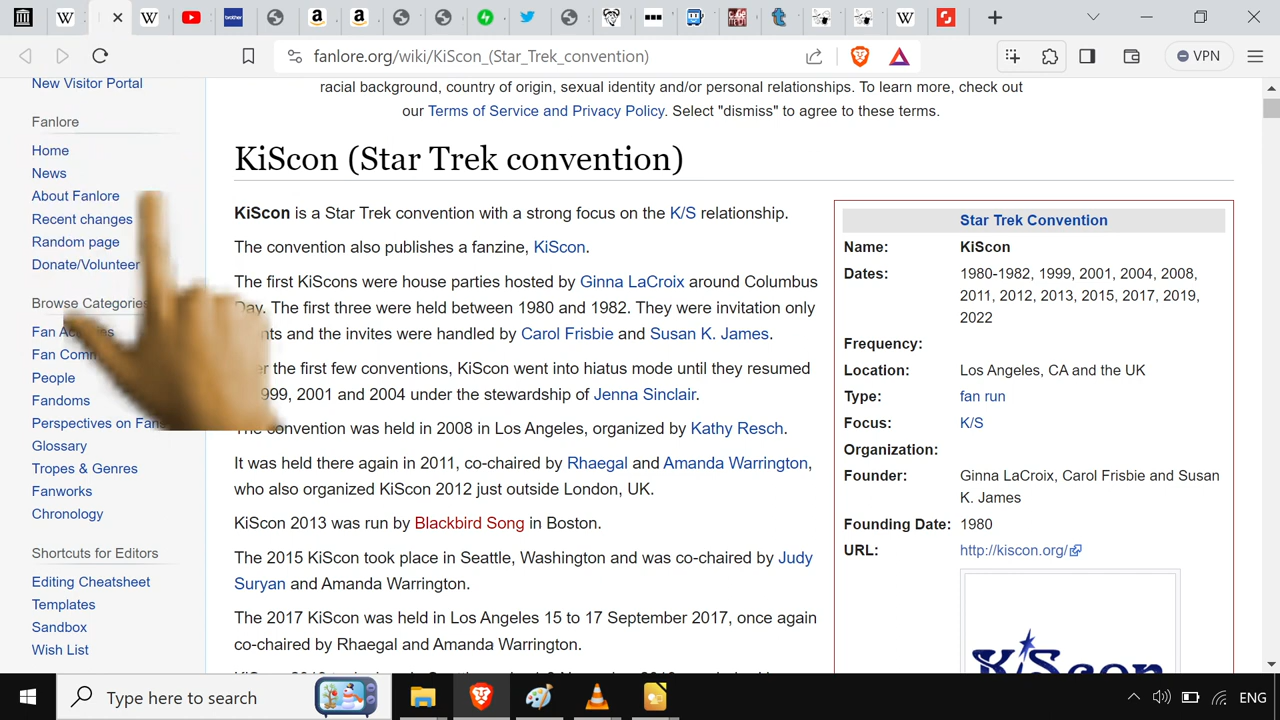 fanlore.org/wiki/KiScon_(Star_Trek_convention)
VPN
New Visitor Portal
Fanlore
Home
News
About Fanlore
Recent changes
Random page
Donate/Volunteer
Browse Categories
Fan
Fan
People
Fandoms
Perspectives on Fans
Glossary
Tropes & Genres
Fanworks
Chronology
Shortcuts for Editors
Editing Cheatsheet
Templates
Sandbox
Wish List
racial background, country of origin, sexual identity and/or personal relationships. To learn more, check out
our Terms of Service and Privacy Policy. Select "dismiss" to agree to these terms.
KiScon (Star Trek convention)
KiScon is a Star Trek convention with a strong focus on the K/S relationship.
The convention also publishes a fanzine, KiScon.
The first KiScons were house parties hosted by Ginna LaCroix around Columbus
Day. The first three were held between 1980 and 1982. They were invitation only
and the invites were handled by Carol Frisbie and Susan K. James.
the first few conventions, KiScon went into hiatus mode until they resumed
1999, 2001 and 2004 under the stewardship of Jenna Sinclair.
The convention was held in 2008 in Los Angeles, organized by Kathy Resch.
It was held there again in 2011, co-chaired by Rhaegal and Amanda Warrington,
who also organized KiScon 2012 just outside London, UK.
KiScon 2013 was run by Blackbird Song in Boston.
The 2015 KiScon took place in Seattle, Washington and was co-chaired by Judy
Suryan and Amanda Warrington.
The 2017 KiScon was held in Los Angeles 15 to 17 September 2017, once again
co-chaired by Rhaegal and Amanda Warrington.
Star Trek Convention
Name: KiScon
Dates: 1980-1982, 1999, 2001, 2004, 2008,
2011, 2012, 2013, 2015, 2017, 2019,
2022
Frequency:
Location: Los Angeles, CA and the UK
Type: fan run
Focus: K/S
Organization:
Founder: Ginna LaCroix, Carol Frisbie and Susan
K. James
Founding Date: 1980
URL: http://kiscon.org/
KiScon
Type here to search
ENG